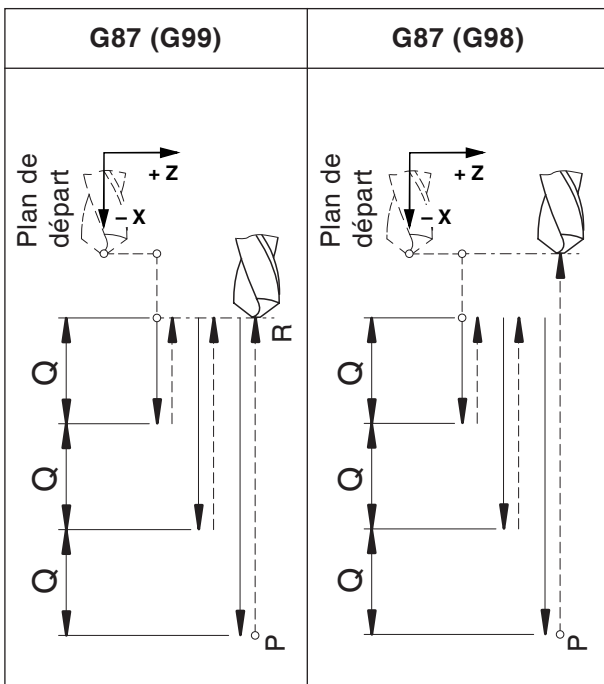 G87 (G99)
G87 (G98)
Plan de
départ
+ Z
– X
R
Q
Q
Q
P
Plan de
départ
+ Z
– X
Q
Q
Q
P